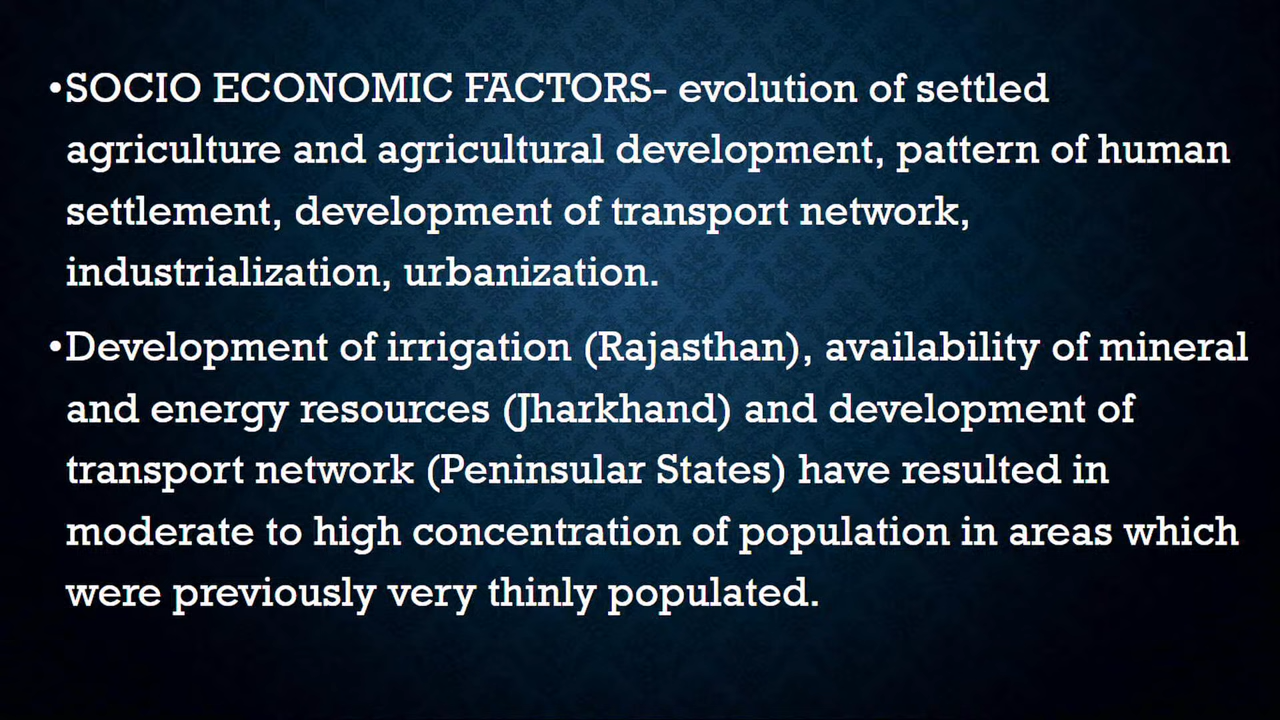 •SOCIO ECONOMIC FACTORS- evolution of settled
agriculture and agricultural development, pattern of human
settlement, development of transport network,
industrialization, urbanization.
•Development of irrigation (Rajasthan), availability of mineral
and energy resources (Jharkhand) and development of
transport network (Peninsular States) have resulted in
moderate to high concentration of population in areas which
were previously very thinly populated.